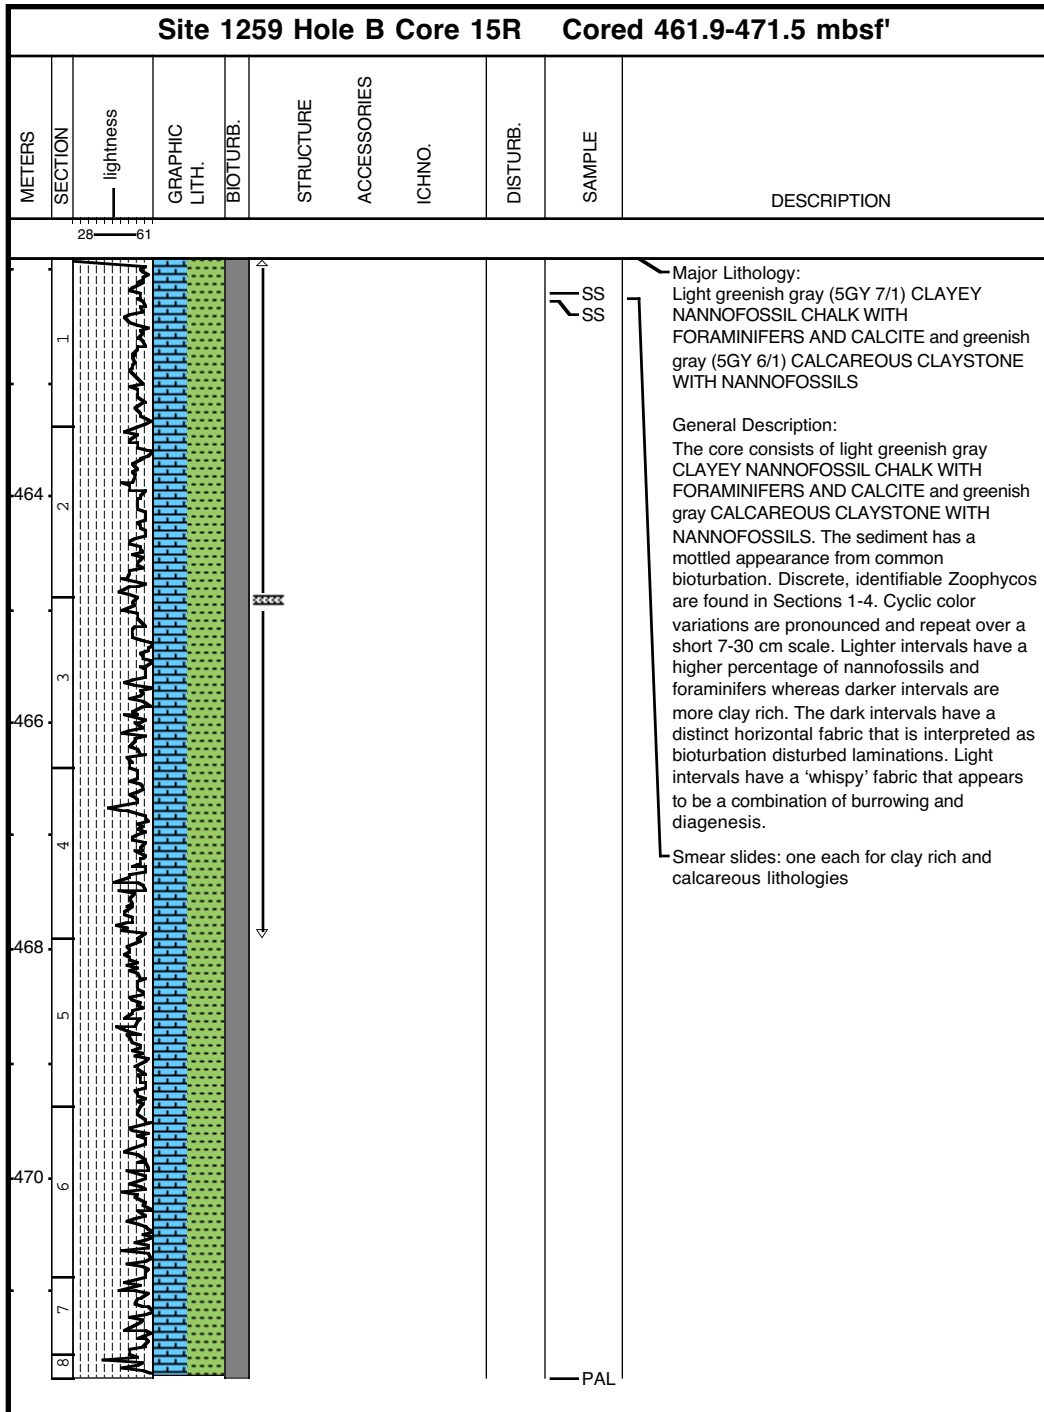 Site 1259 Hole B Core 15R Cored 461.9-471.5 mbsf'
METERS
SECTION
lightness
GRAPHIC
LITH.
BIOTURB.
STRUCTURE
ACCESSORIES
ICHNO.
DISTURB.
SAMPLE
DESCRIPTION
28 61
1
2
3
4
5
6
7
8
464
466
468
470
SS
SS
PAL
Major Lithology:
Light greenish gray (5GY 7/1) CLAYEY
NANNOFOSSIL CHALK WITH
FORAMINIFERS AND CALCITE and greenish
gray (5GY 6/1) CALCAREOUS CLAYSTONE
WITH NANNOFOSSILS
General Description:
The core consists of light greenish gray
CLAYEY NANNOFOSSIL CHALK WITH
FORAMINIFERS AND CALCITE and greenish
gray CALCAREOUS CLAYSTONE WITH
NANNOFOSSILS. The sediment has a
mottled appearance from common
bioturbation. Discrete, identifiable Zoophycos
are found in Sections 1-4. Cyclic color
variations are pronounced and repeat over a
short 7-30 cm scale. Lighter intervals have a
higher percentage of nannofossils and
foraminifers whereas darker intervals are
more clay rich. The dark intervals have a
distinct horizontal fabric that is interpreted as
bioturbation disturbed laminations. Light
intervals have a ‘whispy’ fabric that appears
to be a combination of burrowing and
diagenesis.
Smear slides: one each for clay rich and
calcareous lithologies